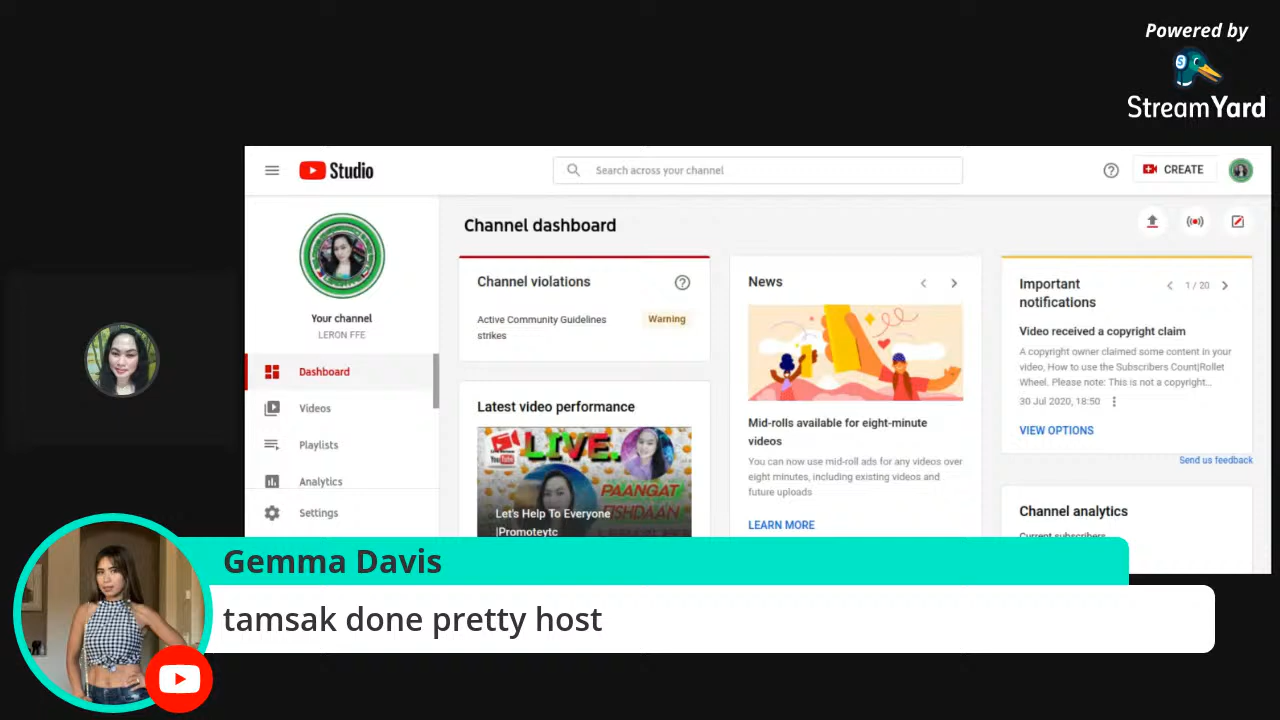 Powered by
StreamYard
Studio
Search across your channel
CREATE
Your channel
LERON FFE
Dashboard
Videos
Playlists
Analytics
Settings
Channel dashboard
Channel violations
Active Community Guidelines
strikes
Warning
Latest video performance
LIVE.
PAANGAT
Let's Help To Everyone
|Promoteytc
News
Mid-rolls available for eight-minute
videos
You can now use mid-roll ads for any videos over
eight minutes, including existing videos and
future uploads
LEARN MORE
Important
notifications
1 / 20
Video received a copyright claim
A copyright owner claimed some content in your
video, How to use the Subscribers Count|Rollet
Wheel. Please note: This is not a copyright...
30 Jul 2020, 18:50
VIEW OPTIONS
Send us feedback
Channel analytics
Current subscribers
Gemma Davis
tamsak done pretty host